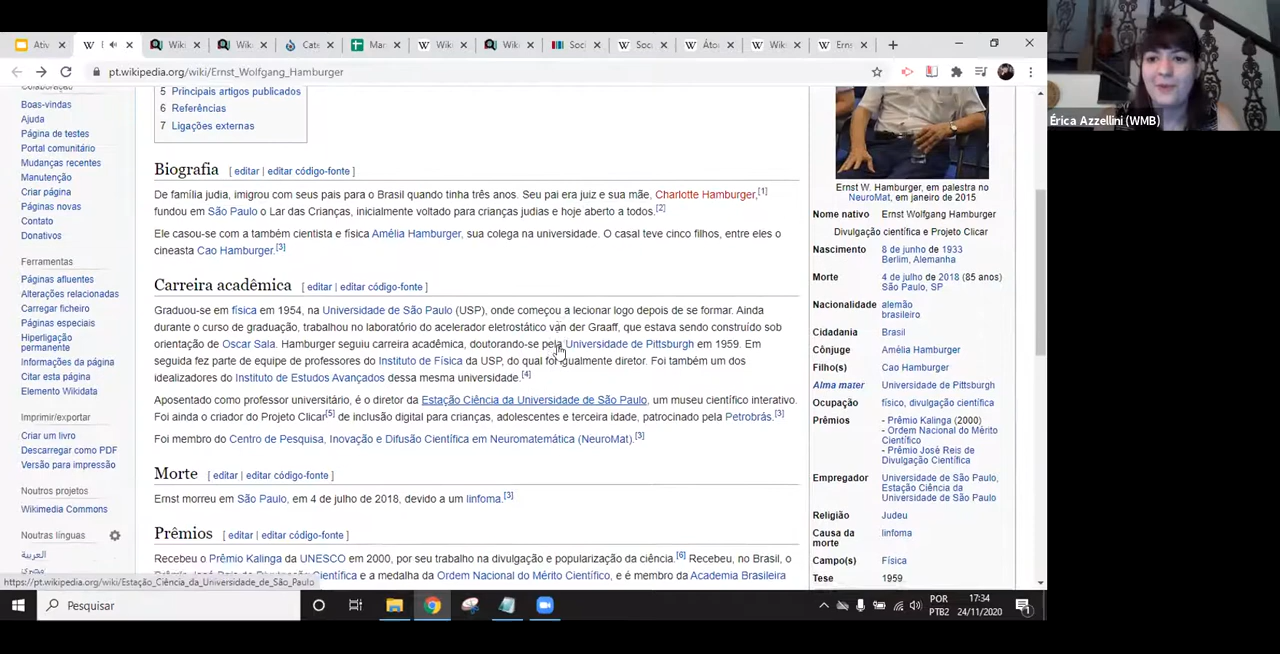 Ativ
W
Wiki
Wiki
Cate
Mar
Wiki
Wiki
Soci
Soc
Áto
Wiki
Erns
pt.wikipedia.org/wiki/Ernst_Wolfgang_Hamburger
Érica Azzellini (WMB)
Colaboração
Boas-vindas
Ajuda
Página de testes
Portal comunitário
Mudanças recentes
Manutenção
Criar página
Páginas novas
Contato
Donativos
Ferramentas
Páginas afluentes
Alterações relacionadas
Carregar ficheiro
Páginas especiais
Hiperligação
permanente
Informações da página
Citar esta página
Elemento Wikidata
Imprimir/exportar
Criar um livro
Descarregar como PDF
Versão para impressão
Noutros projetos
Wikimedia Commons
Noutras línguas
العربية
مصرى
5 Principais artigos publicados
6 Referências
7 Ligações externas
Biografia [ editar | editar código-fonte ]
De família judia, imigrou com seus pais para o Brasil quando tinha três anos. Seu pai era juiz e sua mãe, Charlotte Hamburger,[1]
fundou em São Paulo o Lar das Crianças, inicialmente voltado para crianças judias e hoje aberto a todos.[2]
Ele casou-se com a também cientista e física Amélia Hamburger, sua colega na universidade. O casal teve cinco filhos, entre eles o
cineasta Cao Hamburger.[3]
Carreira acadêmica [ editar | editar código-fonte ]
Graduou-se em física em 1954, na Universidade de São Paulo (USP), onde começou a lecionar logo depois de se formar. Ainda
durante o curso de graduação, trabalhou no laboratório do acelerador eletrostático van der Graaff, que estava sendo construído sob
orientação de Oscar Sala. Hamburger seguiu carreira acadêmica, doutorando-se pela Universidade de Pittsburgh em 1959. Em
seguida fez parte de equipe de professores do Instituto de Física da USP, do qual foi igualmente diretor. Foi também um dos
idealizadores do Instituto de Estudos Avançados dessa mesma universidade.[4]
Aposentado como professor universitário, é o diretor da Estação Ciência da Universidade de São Paulo, um museu científico interativo.
Foi ainda o criador do Projeto Clicar[5] de inclusão digital para crianças, adolescentes e terceira idade, patrocinado pela Petrobrás.[3]
Foi membro do Centro de Pesquisa, Inovação e Difusão Científica em Neuromatemática (NeuroMat).[3]
Morte [ editar | editar código-fonte ]
Ernst morreu em São Paulo, em 4 de julho de 2018, devido a um linfoma.[3]
Prêmios [ editar | editar código-fonte ]
Recebeu o Prêmio Kalinga da UNESCO em 2000, por seu trabalho na divulgação e popularização da ciência.[6] Recebeu, no Brasil, o
Científica e a medalha da Ordem Nacional do Mérito Científico, e é membro da Academia Brasileira
Ernst W. Hamburger, em palestra no
NeuroMat, em janeiro de 2015
Nome nativo Ernst Wolfgang Hamburger
Divulgação científica e Projeto Clicar
Nascimento 8 de junho de 1933
Berlim, Alemanha
Morte 4 de julho de 2018 (85 anos)
São Paulo, SP
Nacionalidade alemão
brasileiro
Cidadania Brasil
Cônjuge Amélia Hamburger
Filho(s) Cao Hamburger
Alma mater Universidade de Pittsburgh
Ocupação físico, divulgação científica
Prêmios - Prêmio Kalinga (2000)
- Ordem Nacional do Mérito
Científico
- Prêmio José Reis de
Divulgação Científica
Empregador Universidade de São Paulo,
Estação Ciência da
Universidade de São Paulo
Religião Judeu
Causa da linfoma
morte
Campo(s) Física
Tese 1959
https://pt.wikipedia.org/wiki/Estação_Ciência_da_Universidade_de_São_Paulo
Pesquisar
POR
PTB2
17:34
24/11/2020
1